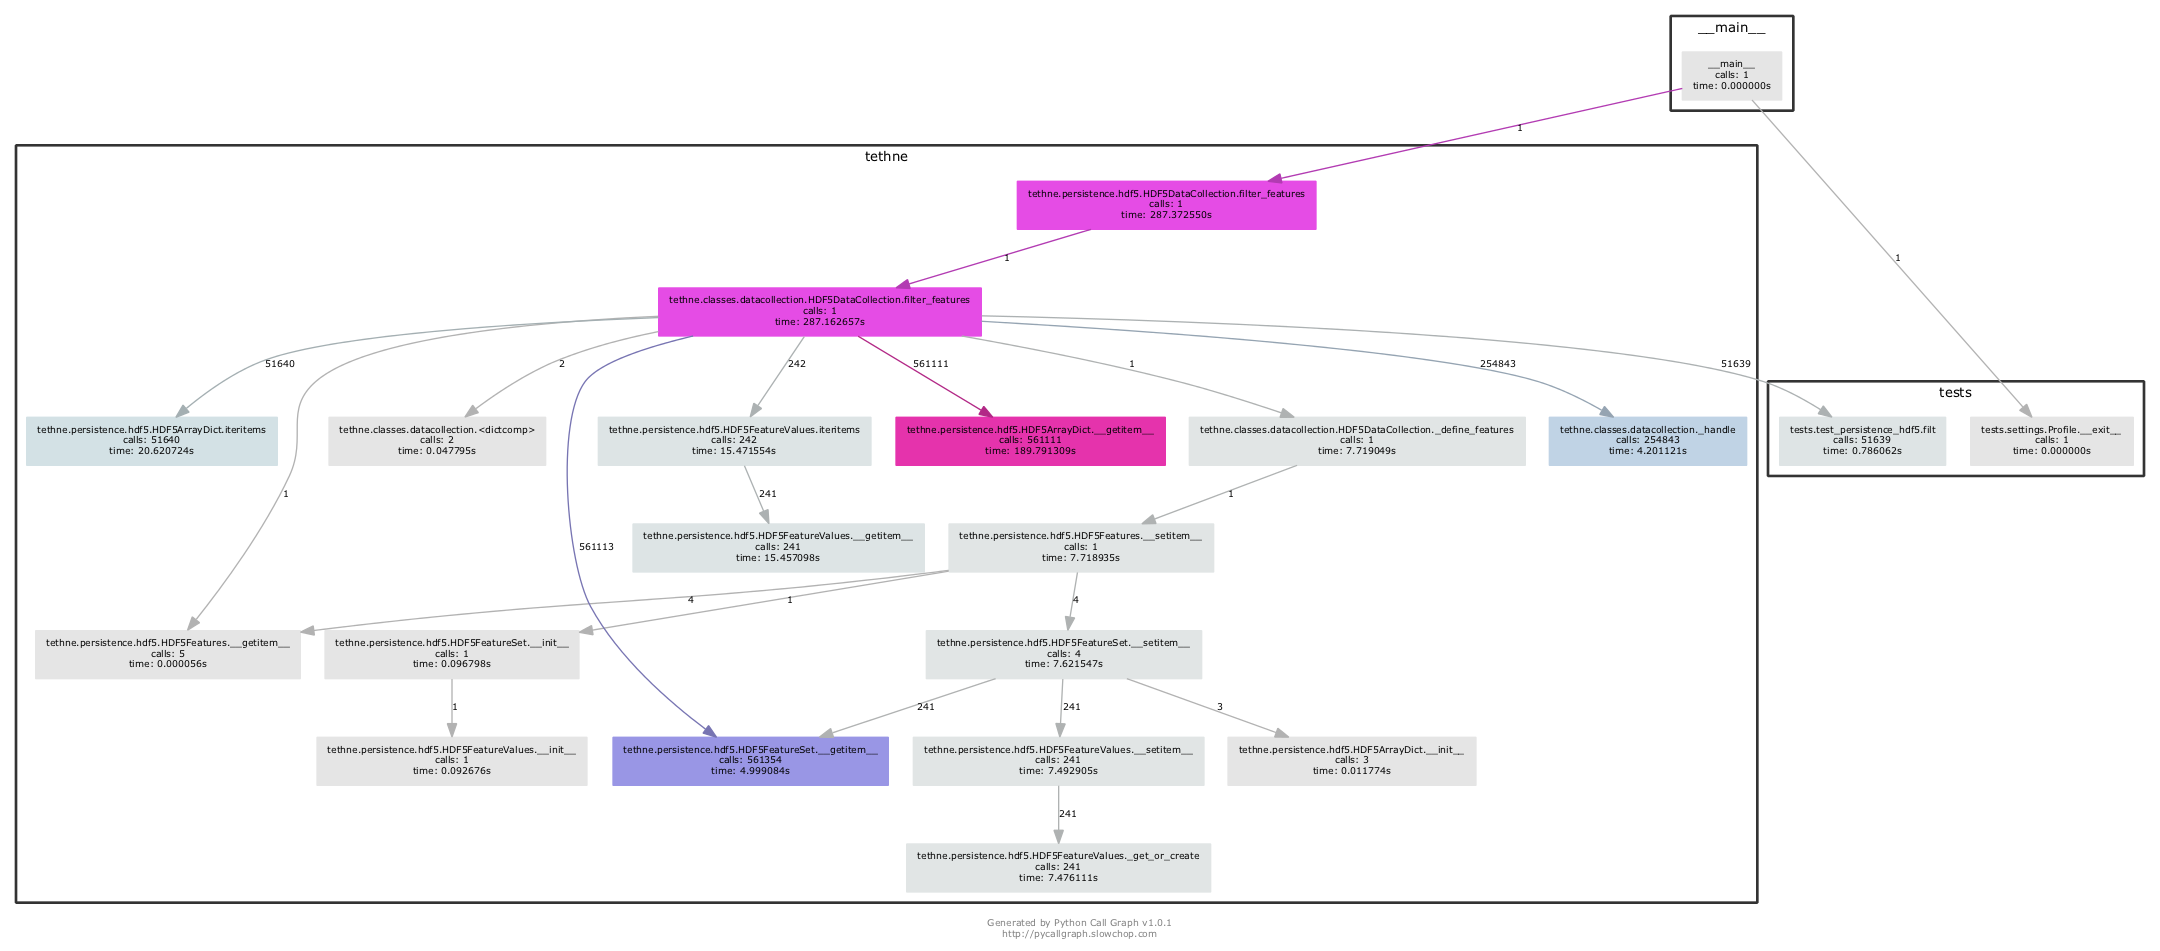 __main__
__main__
calls: 1
time: 0.000000s
1
tethne
tethne.persistence.hdf5.HDF5DataCollection.filter_features
calls: 1
time: 287.372550s
1
1
tethne.classes.datacollection.HDF5DataCollection.filter_features
calls: 1
time: 287.162657s
51640
2
242
561111
1
254843
51639
tests
tethne.persistence.hdf5.HDF5ArrayDict.iteritems
calls: 51640
time: 20.620724s
tethne.classes.datacollection.<dictcomp>
calls: 2
time: 0.047795s
tethne.persistence.hdf5.HDF5FeatureValues.iteritems
calls: 242
time: 15.471554s
tethne.persistence.hdf5.HDF5ArrayDict.__getitem__
calls: 561111
time: 189.791309s
tethne.classes.datacollection.HDF5DataCollection._define_features
calls: 1
time: 7.719049s
tethne.classes.datacollection._handle
calls: 254843
time: 4.201121s
tests.test_persistence_hdf5.filt
calls: 51639
time: 0.786062s
tests.settings.Profile.__exit__
calls: 1
time: 0.000000s
1
241
1
tethne.persistence.hdf5.HDF5FeatureValues.__getitem__
calls: 241
time: 15.457098s
tethne.persistence.hdf5.HDF5Features.__setitem__
calls: 1
time: 7.718935s
561113
4
1
4
tethne.persistence.hdf5.HDF5Features.__getitem__
calls: 5
time: 0.000056s
tethne.persistence.hdf5.HDF5FeatureSet.__init__
calls: 1
time: 0.096798s
tethne.persistence.hdf5.HDF5FeatureSet.__setitem__
calls: 4
time: 7.621547s
1
241
241
3
tethne.persistence.hdf5.HDF5FeatureValues.__init__
calls: 1
time: 0.092676s
tethne.persistence.hdf5.HDF5FeatureSet.__getitem__
calls: 561354
time: 4.999084s
tethne.persistence.hdf5.HDF5FeatureValues.__setitem__
calls: 241
time: 7.492905s
tethne.persistence.hdf5.HDF5ArrayDict.__init__
calls: 3
time: 0.011774s
241
tethne.persistence.hdf5.HDF5FeatureValues._get_or_create
calls: 241
time: 7.476111s
Generated by Python Call Graph v1.0.1
http://pycallgraph.slowchop.com